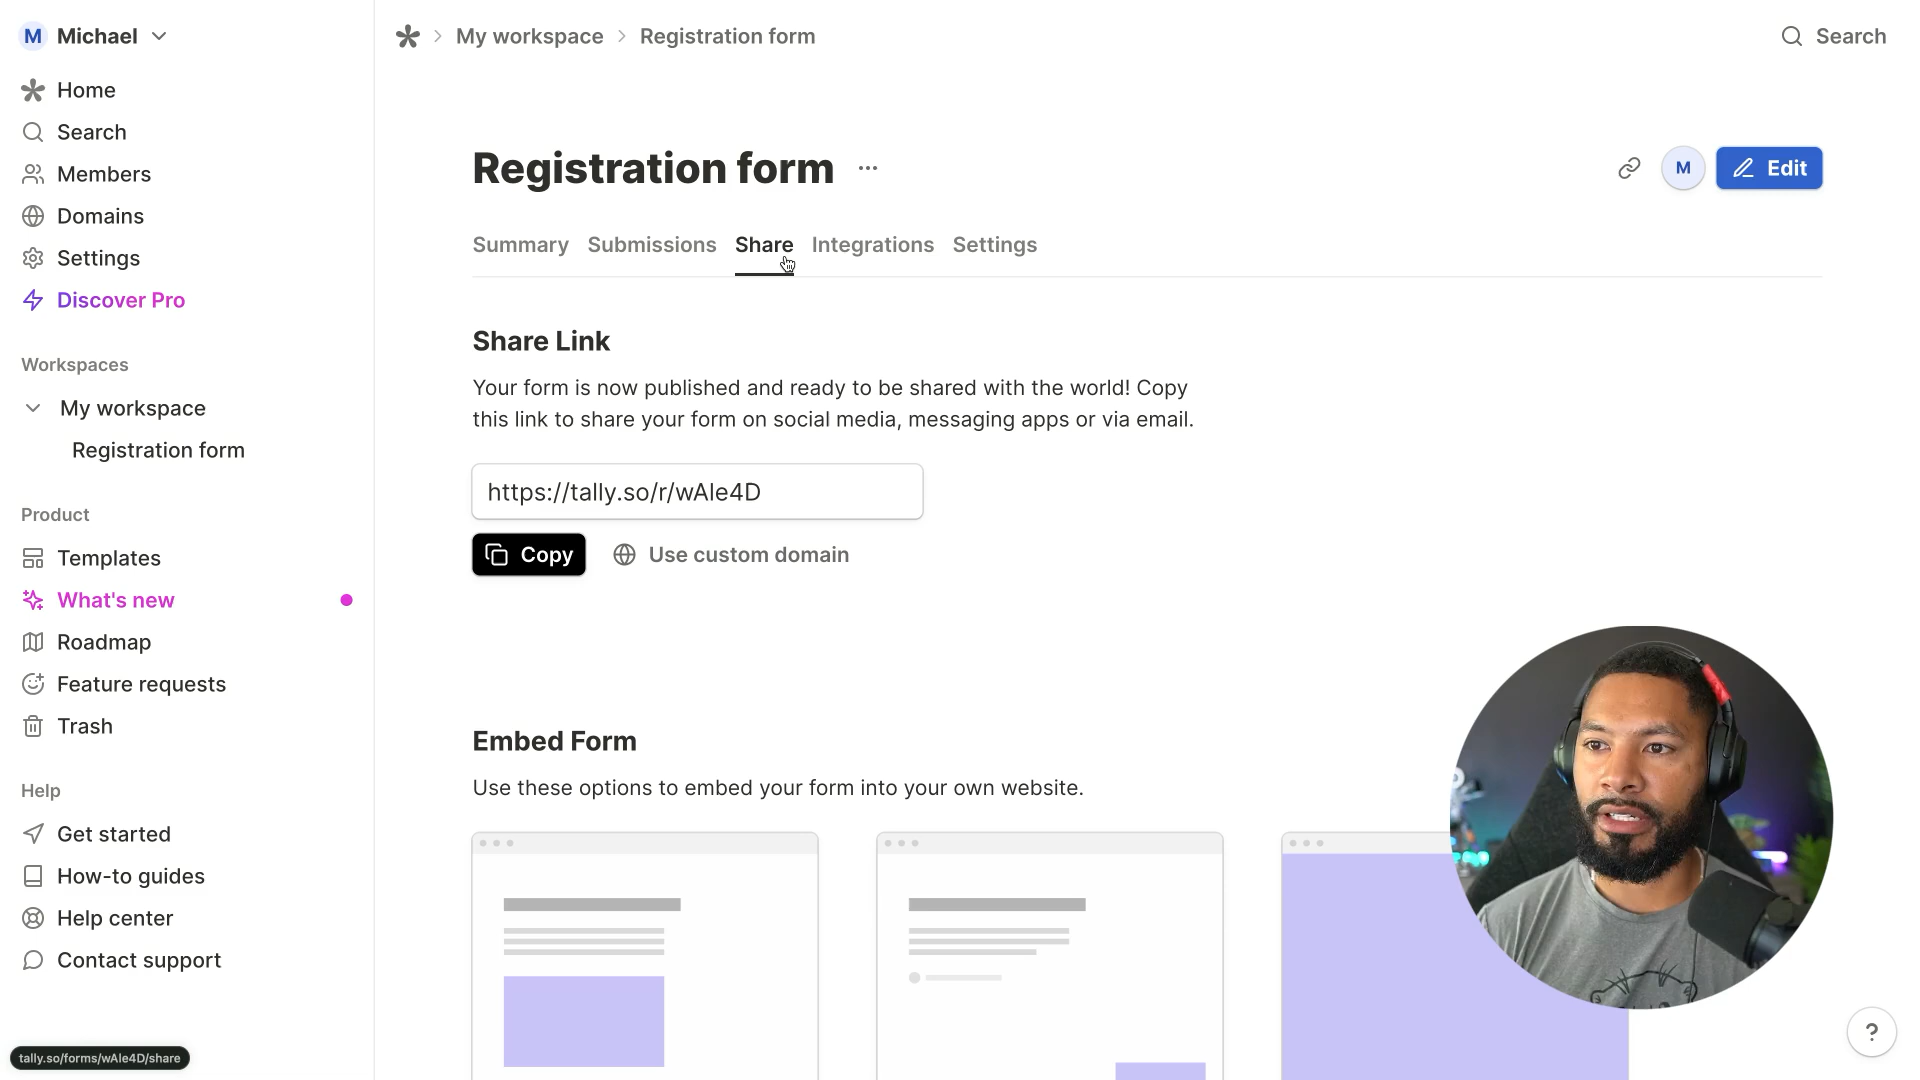 M Michael
Home
Search
Members
Domains
Settings
Discover Pro
Workspaces
My workspace
Registration form
Product
Templates
What's new
Roadmap
Feature requests
Trash
Help
Get started
How-to guides
Help center
Contact support
tally.so/forms/wAle4D/share
My workspace
Registration form
Search
Registration form
M
Edit
Summary
Submissions
Share
Integrations
Settings
Share Link
Your form is now published and ready to be shared with the world! Copy
this link to share your form on social media, messaging apps or via email.
https://tally.so/r/wAle4D
Copy
Use custom domain
Embed Form
Use these options to embed your form into your own website.
?